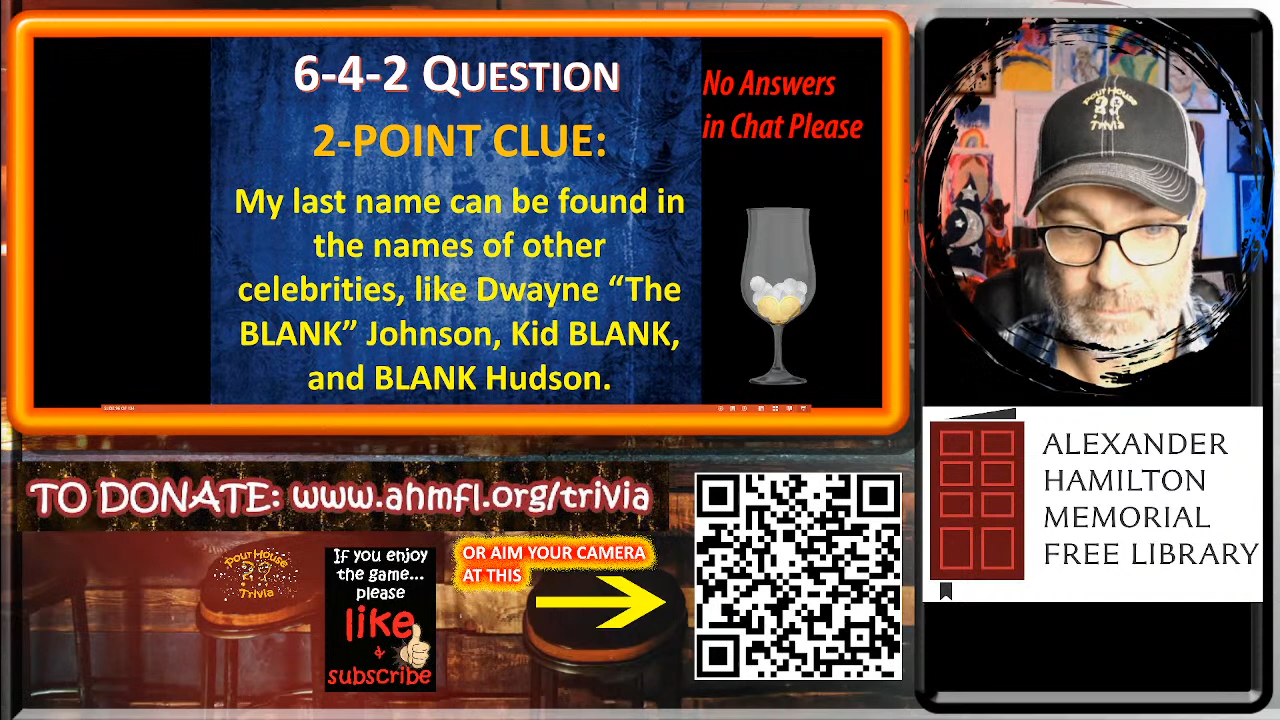 6-4-2 QUESTION
2-POINT CLUE:
My last name can be found in
the names of other
celebrities, like Dwayne “The
BLANK” Johnson, Kid BLANK,
and BLANK Hudson.
No Answers
in Chat Please
POUR HOUSE
Trivia
ALEXANDER
HAMILTON
MEMORIAL
FREE LIBRARY
TO DONATE: www.ahmfl.org/trivia
POUR HOUSE
Trivia
If you enjoy
the game...
please
like
&
subscribe
OR AIM YOUR CAMERA
AT THIS